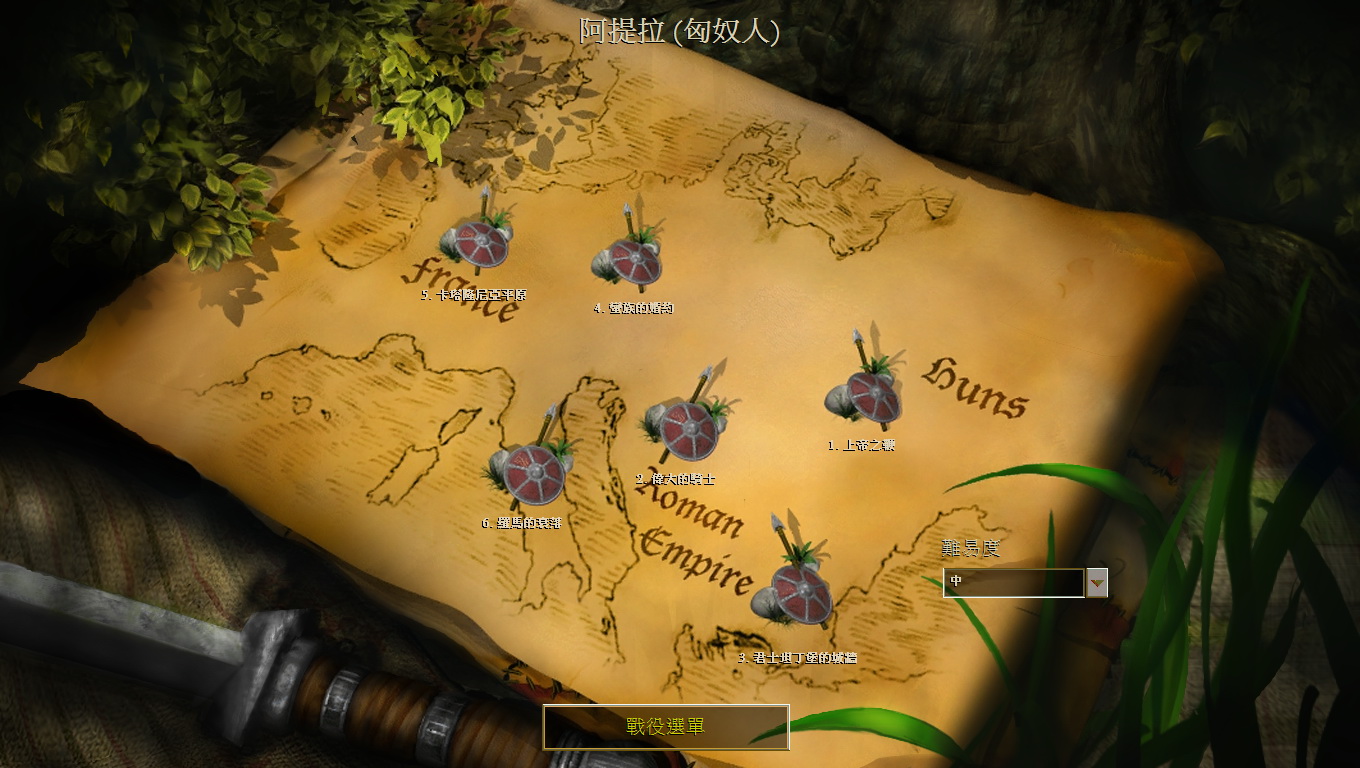 阿提拉 (匈奴人)
5. 卡塔隆尼亞平原
France
4. 蠻族的婚約
Huns
1. 上帝之鞭
2. 偉大的騎士
Roman
Empire
6. 羅馬的衰落
難易度
中
3. 君士坦丁堡的城牆
戰役選單